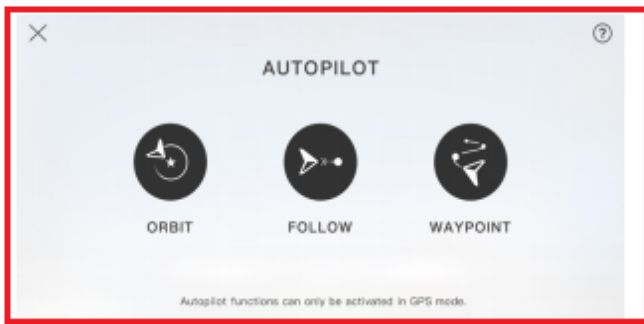 AUTOPILOT
ORBIT FOLLOW WAYPOINT
Autopilot functions can only be activated in GPS mode.